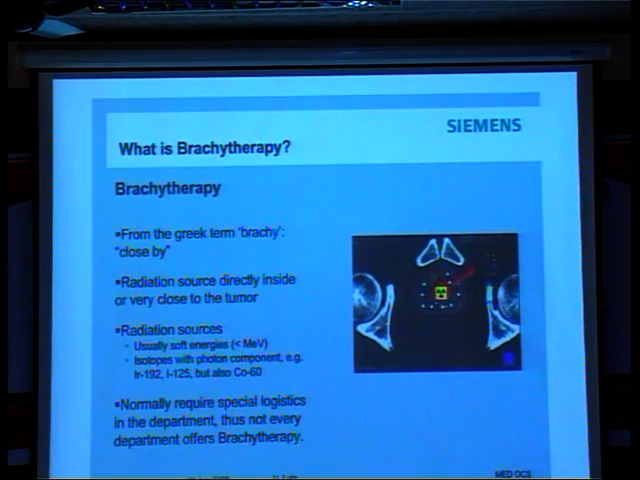 SIEMENS
What is Brachytherapy?
Brachytherapy
▪From the greek term 'brachy':
"close by"
▪Radiation source directly inside
or very close to the tumor
▪Radiation sources
▫ Usually soft energies (< MeV)
▫ Isotopes with photon component, e.g.
Ir-192, I-125, but also Co-60
▪Normally require special logistics
in the department, thus not every
department offers Brachytherapy.
MED OCS